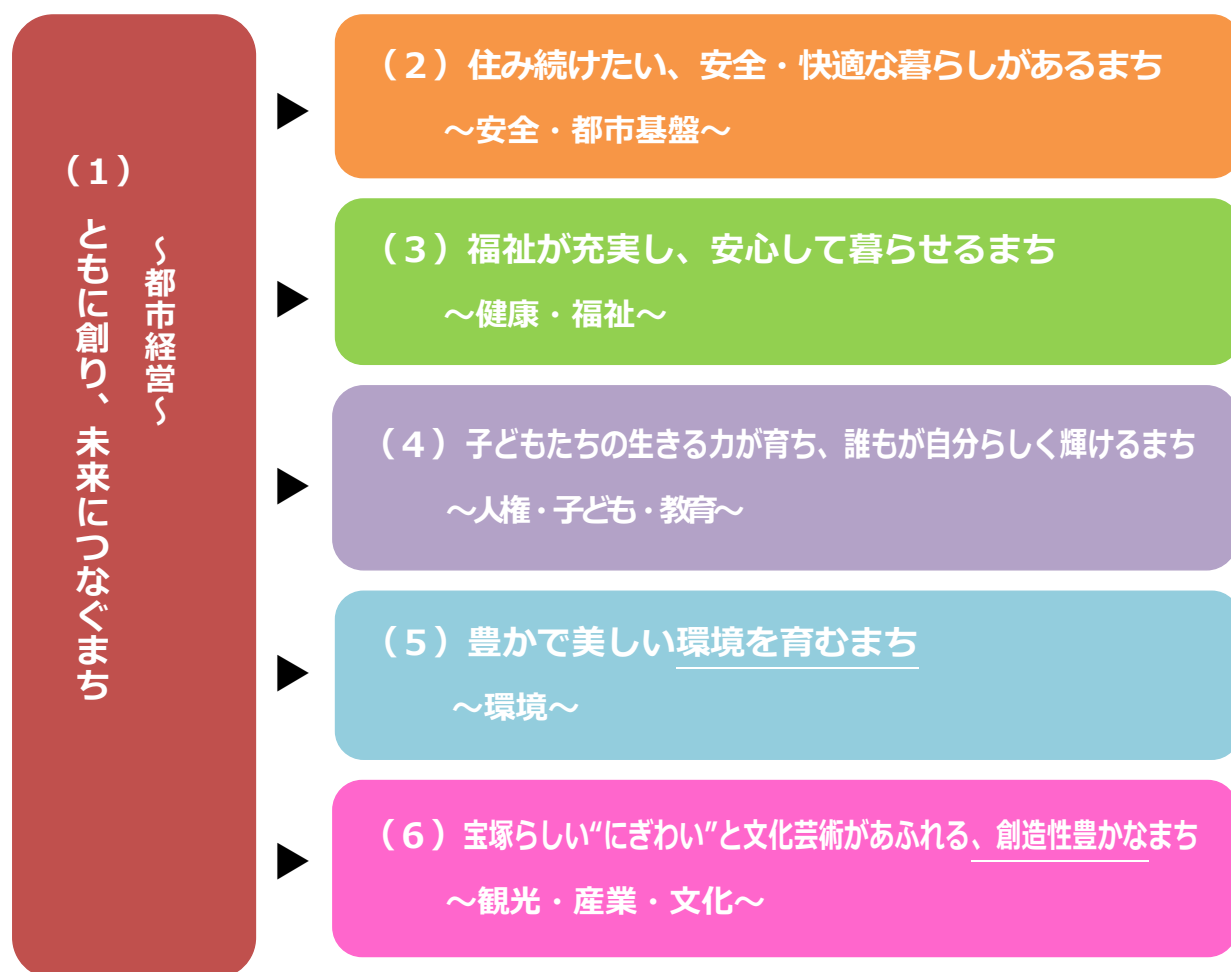 （１）
ともに創り、未来につなぐまち
～都市経営～
（２）住み続けたい、安全・快適な暮らしがあるまち
～安全・都市基盤～
（３）福祉が充実し、安心して暮らせるまち
～健康・福祉～
（４）子どもたちの生きる力が育ち、誰もが自分らしく輝けるまち
～人権・子ども・教育～
（５）豊かで美しい環境を育むまち
～環境～
（６）宝塚らしい“にぎわい”と文化芸術があふれる、創造性豊かなまち
～観光・産業・文化～